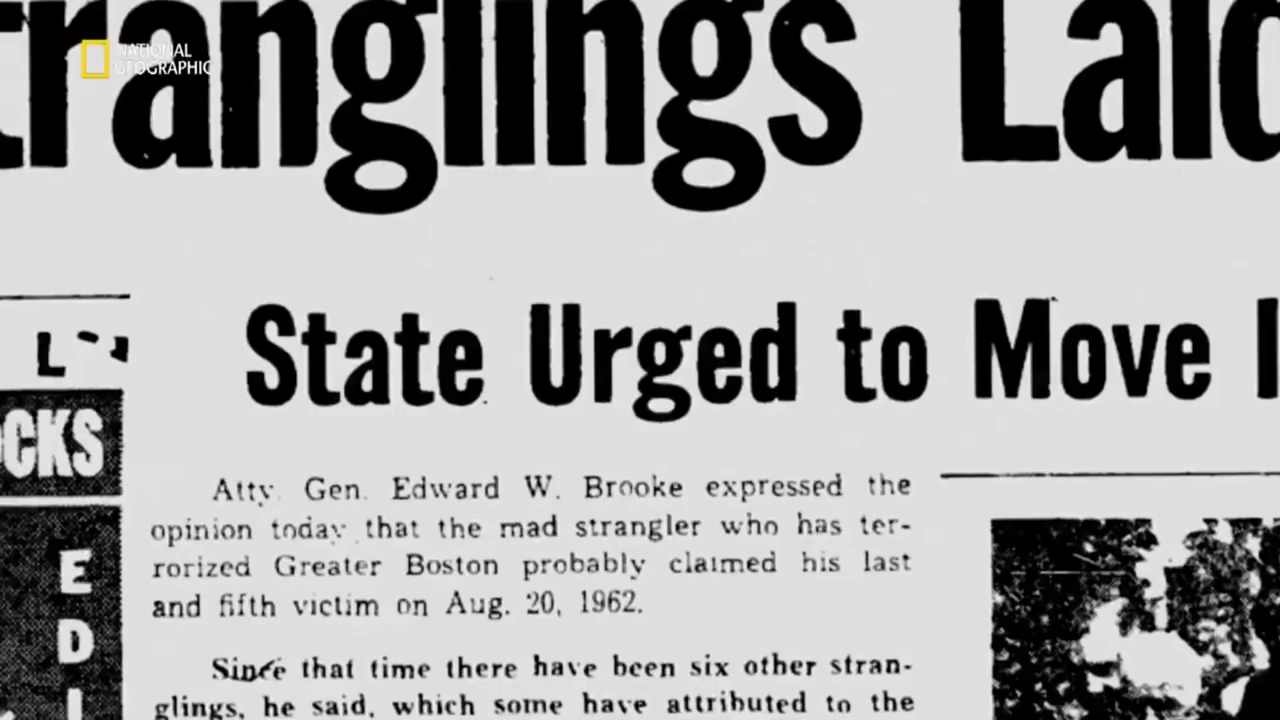 NATIONAL
GEOGRAPHIC
tranglings Laid
State Urged to Move I
L
OCKS
E
D
I
Atty. Gen. Edward W. Brooke expressed the
opinion today that the mad strangler who has ter-
rorized Greater Boston probably claimed his last
and fifth victim on Aug. 20, 1962.
Since that time there have been six other stran-
glings, he said, which some have attributed to the